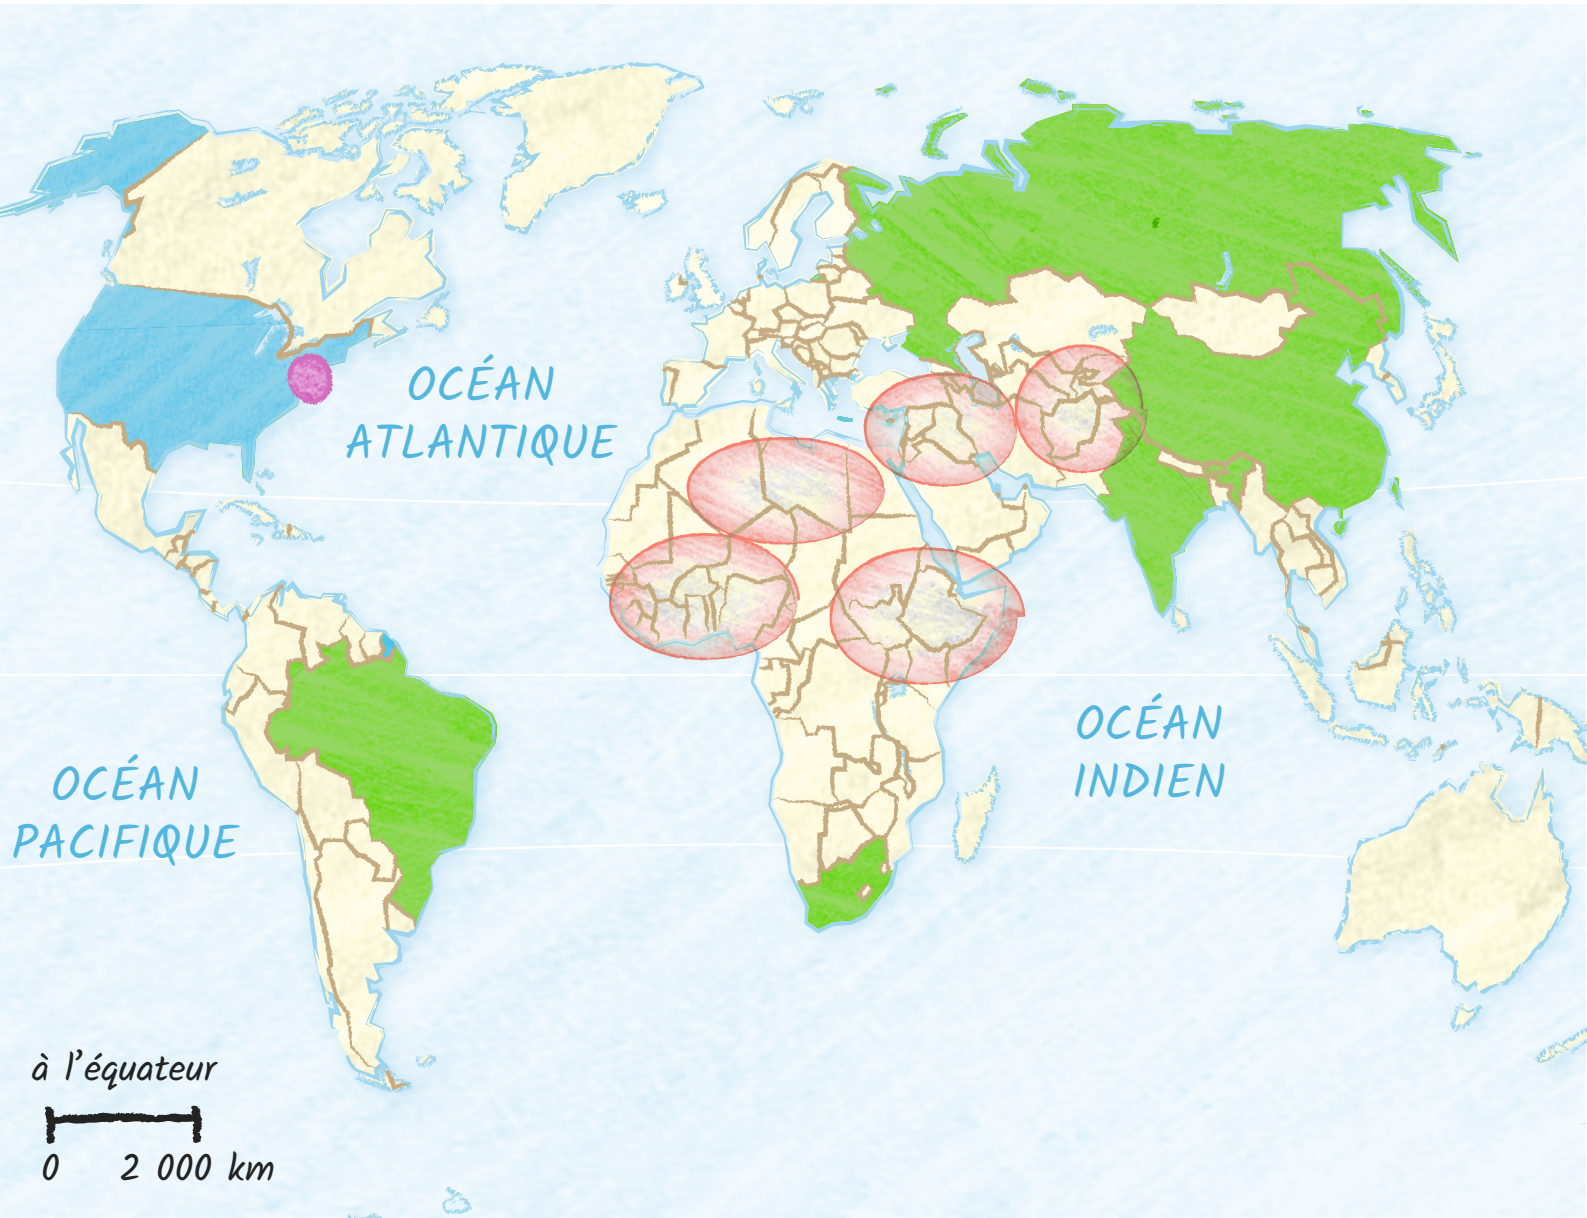 OCÉAN
ATLANTIQUE
OCÉAN
INDIEN
OCÉAN
PACIFIQUE
à l'équateur
0 2 000 km